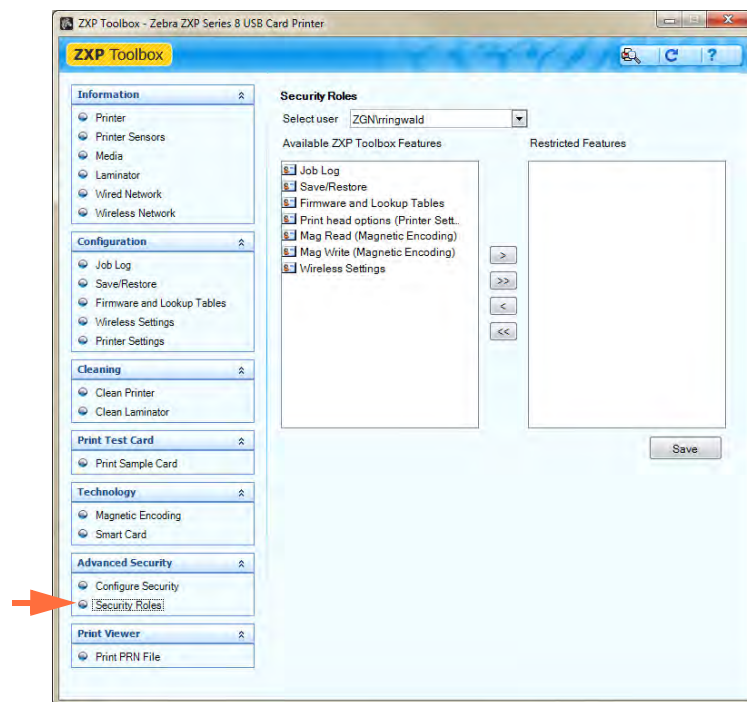 ZXP Toolbox - Zebra ZXP Series 8 USB Card Printer
ZXP Toolbox
?
Information
Printer
Printer Sensors
Media
Laminator
Wired Network
Wireless Network
Configuration
Job Log
Save/Restore
Firmware and Lookup Tables
Wireless Settings
Printer Settings
Cleaning
Clean Printer
Clean Laminator
Print Test Card
Print Sample Card
Technology
Magnetic Encoding
Smart Card
Advanced Security
Configure Security
Security Roles
Print Viewer
Print PRN File
Security Roles
Select user ZGN\rringwald
Available ZXP Toolbox Features
Job Log
Save/Restore
Firmware and Lookup Tables
Print head options (Printer Sett..
Mag Read (Magnetic Encoding)
Mag Write (Magnetic Encoding)
Wireless Settings
>
>>
<
<<
Restricted Features
Save